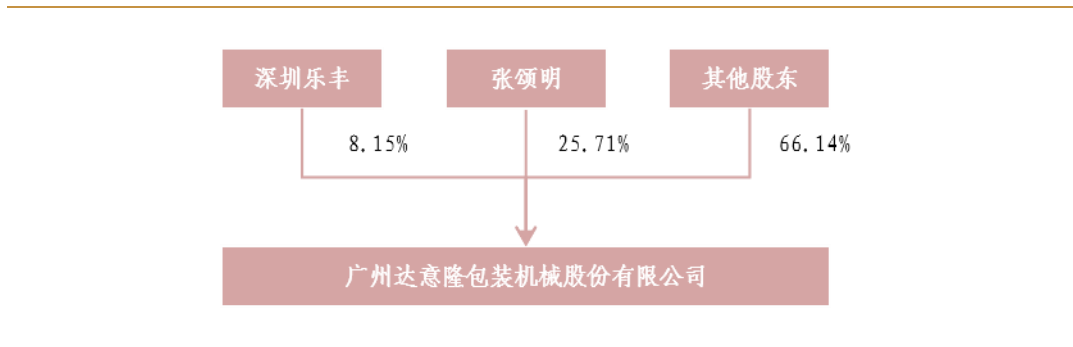 深圳乐丰
张颂明
其他股东
8.15%
25.71%
66.14%
广州达意隆包装机械股份有限公司